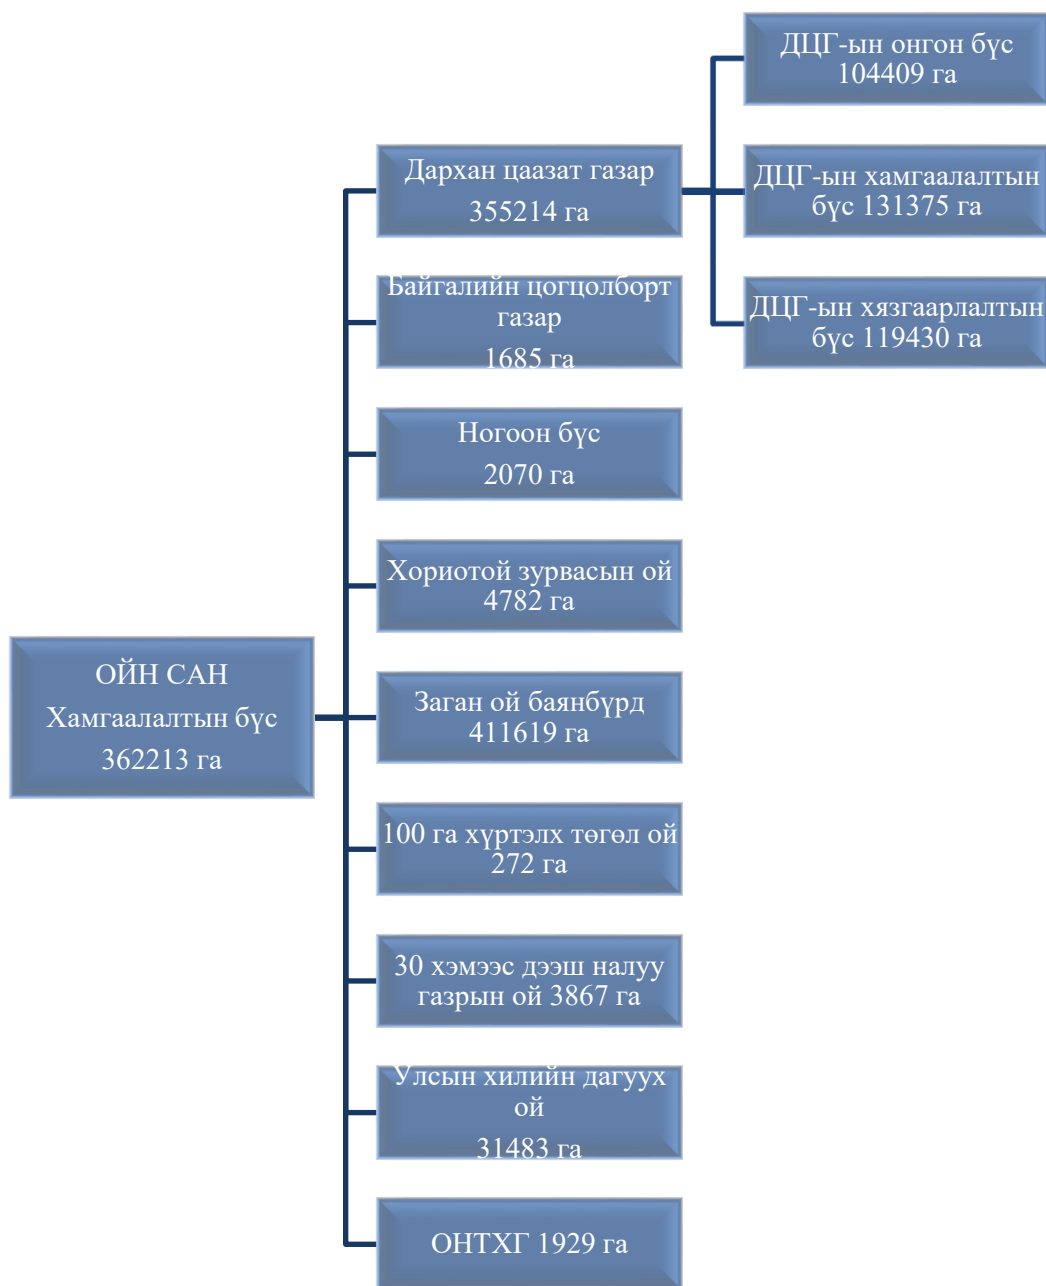 ОЙН САН
Хамгаалалтын бүс
362213 га
Дархан цаазат газар
355214 га
ДЦГ-ын онгон бүс
104409 га
ДЦГ-ын хамгаалалтын
бүс 131375 га
ДЦГ-ын хязгаарлалтын
бүс 119430 га
Байгалийн цогцолборт
газар
1685 га
Ногоон бүс
2070 га
Хориотой зурвасын ой
4782 га
Заган ой баянбүрд
411619 га
100 га хүртэлх төгөл ой
272 га
30 хэмээс дээш налуу
газрын ой 3867 га
Улсын хилийн дагуух
ой
31483 га
ОНТХГ 1929 га